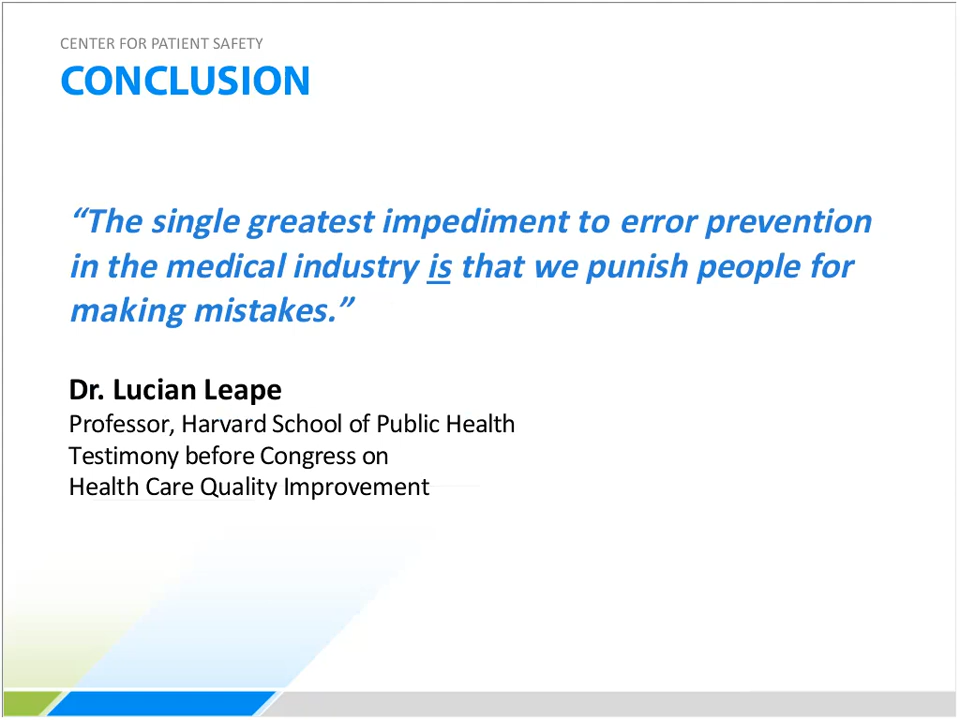 CENTER FOR PATIENT SAFETY
CONCLUSION
“The single greatest impediment to error prevention
in the medical industry is that we punish people for
making mistakes.”
Dr. Lucian Leape
Professor, Harvard School of Public Health
Testimony before Congress on
Health Care Quality Improvement